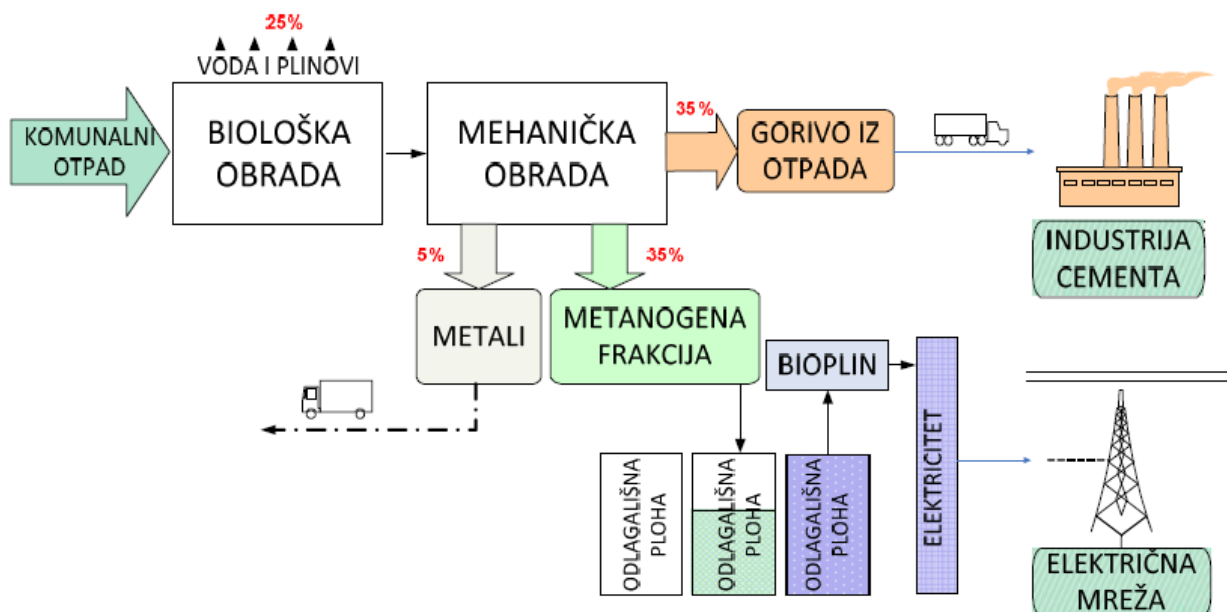 25%
VODA I PLINOVI
KOMUNALNI
OTPAD
BIOLOŠKA
OBRADA
MEHANIČKA
OBRADA
35%
GORIVO IZ
OTPADA
INDUSTRIJA
CEMENTA
5%
35%
METALI
METANOGENA
FRAKCIJA
BIOPLIN
ELEKTRICITET
ODLAGALIŠNA
PLOHA
ODLAGALIŠNA
PLOHA
ODLAGALIŠNA
PLOHA
ELEKTRIČNA
MREŽA